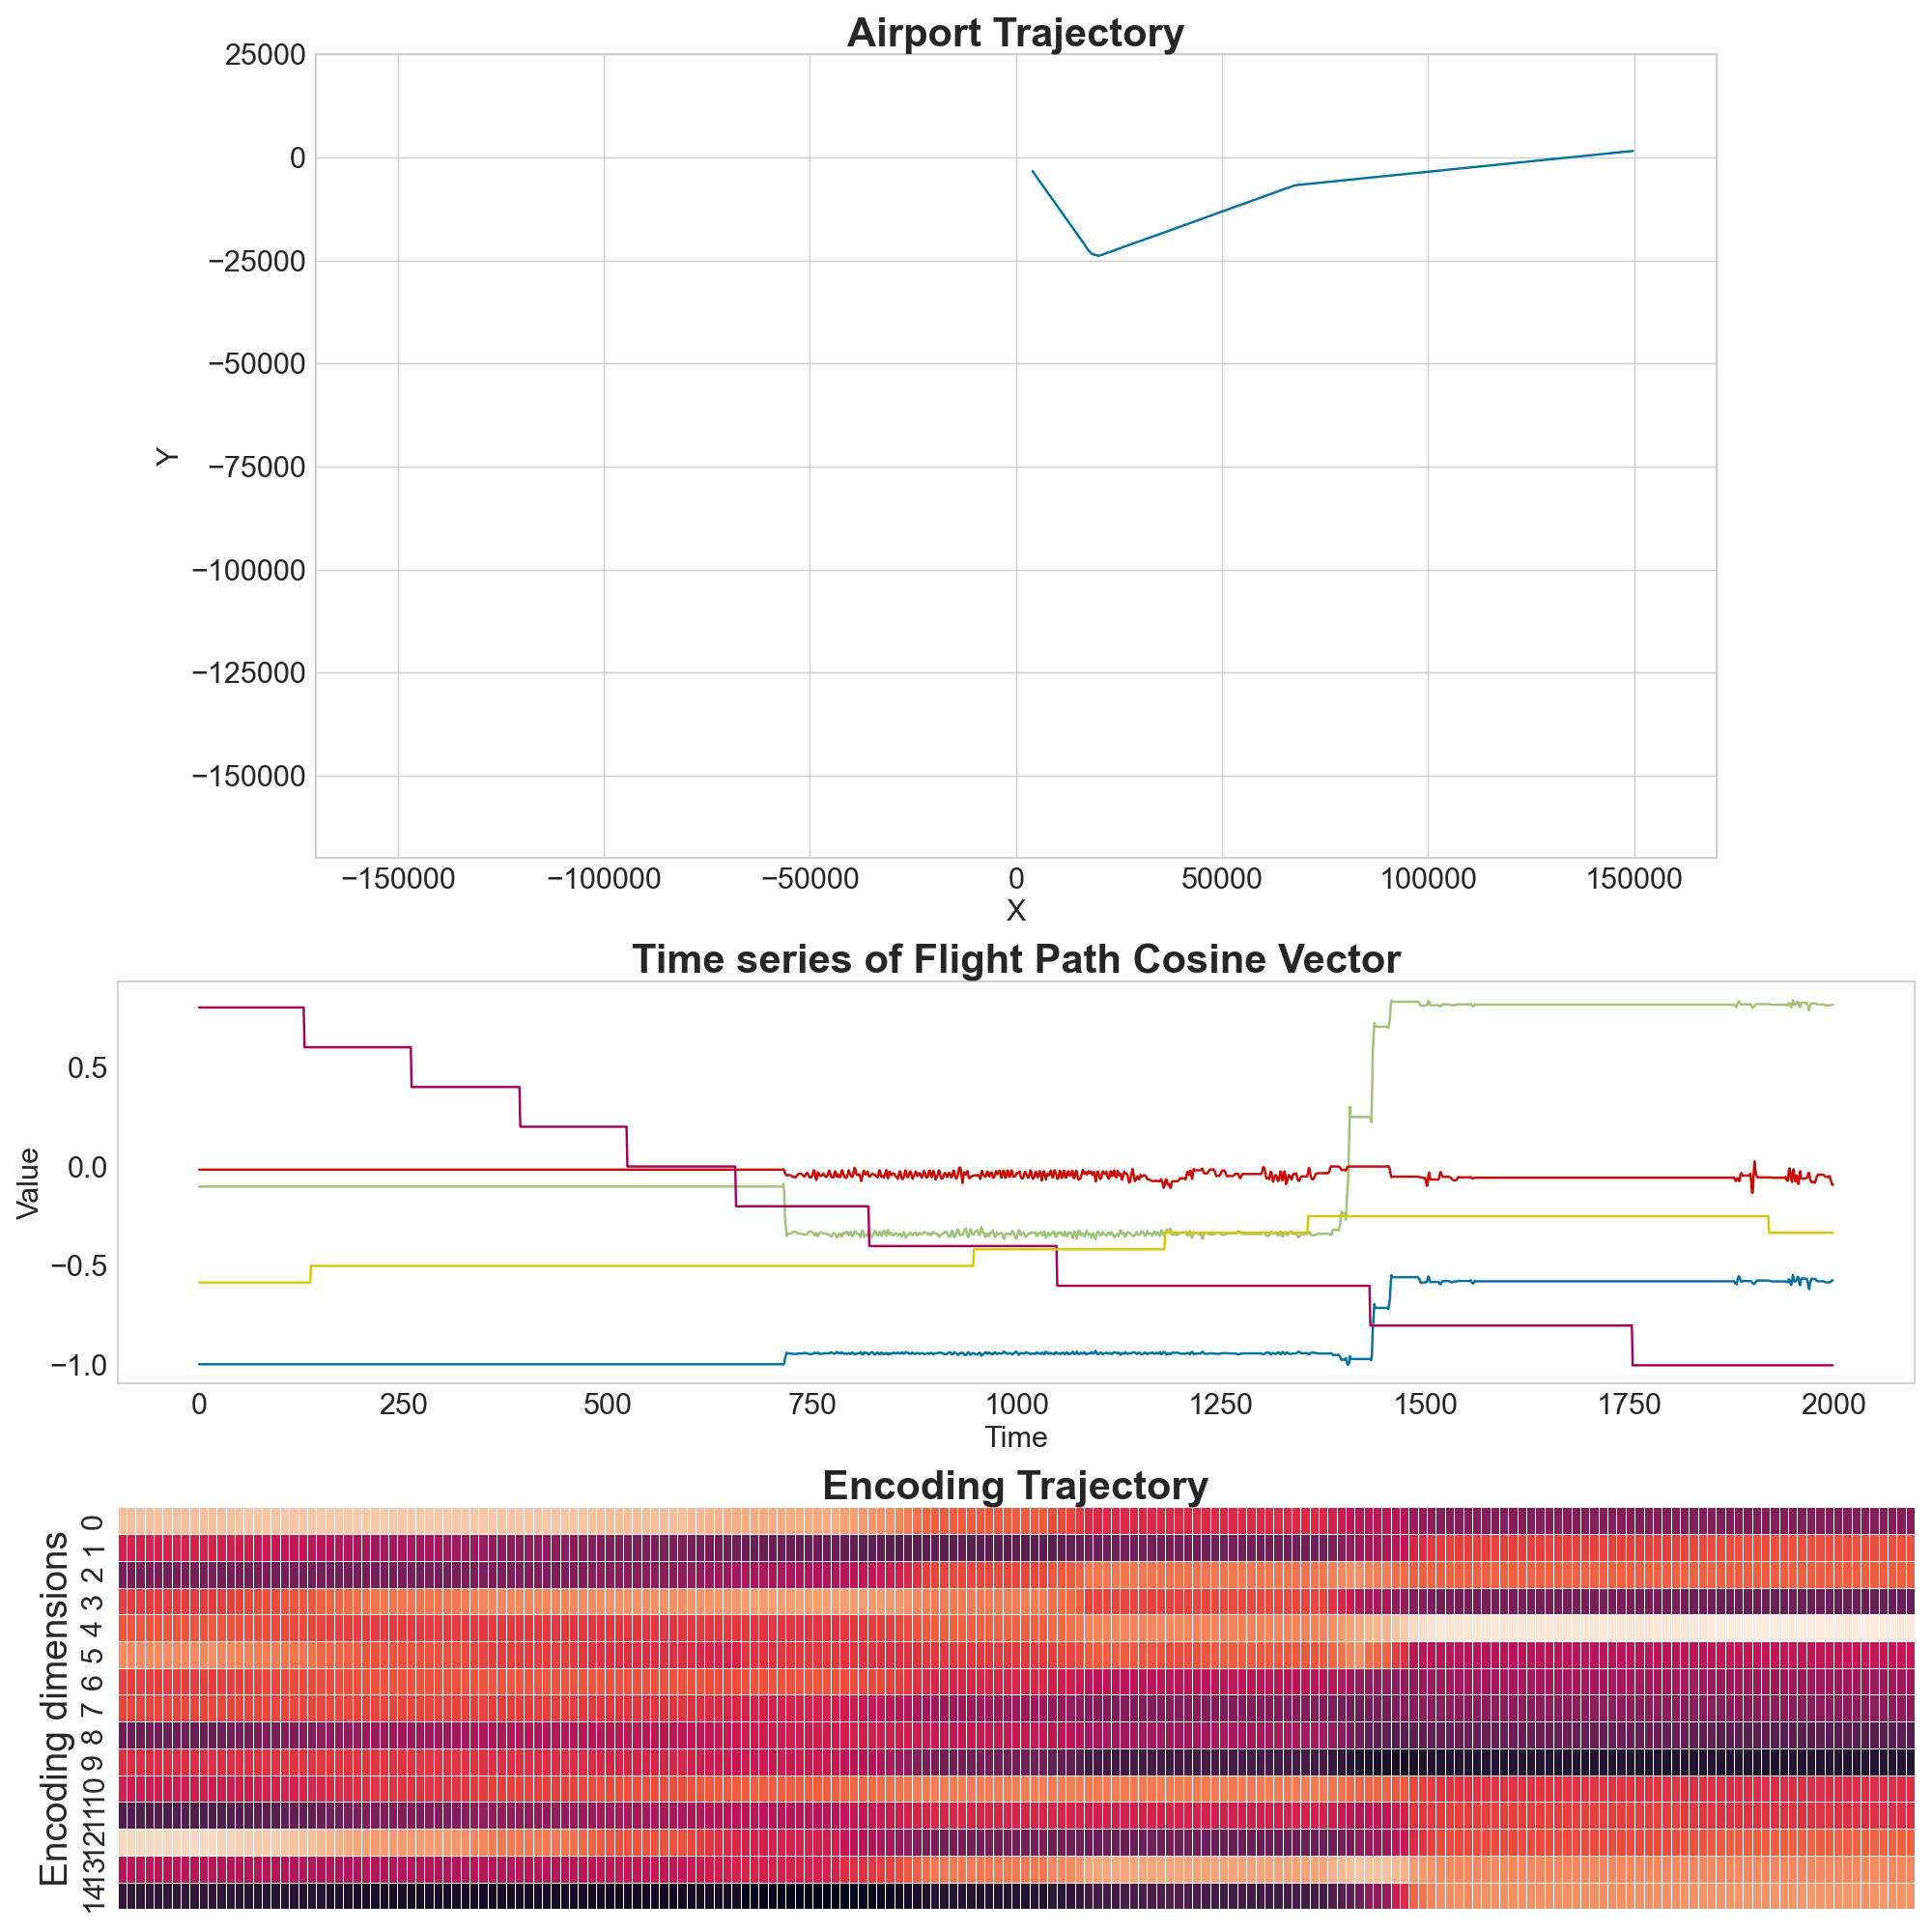 Airport Trajectory
25000
0
−25000
−50000
−75000
−100000
−125000
−150000
Y
−150000 −100000 −50000 0 50000 100000 150000
X
Time series of Flight Path Cosine Vector
0.5
0.0
−0.5
−1.0
Value
0 250 500 750 1000 1250 1500 1750 2000
Time
Encoding Trajectory
Encoding dimensions
0
1
2
3
4
5
6
7
8
9
10
11
12
13
14